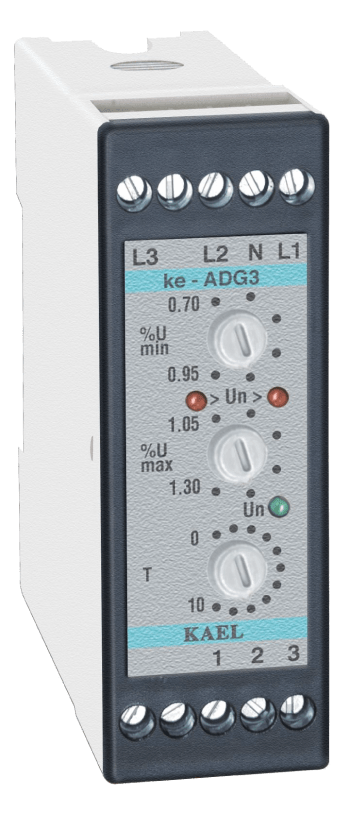 L3 L2 N L1
ke - ADG3
0.70
%U
min
0.95
> Un >
1.05
%U
max
1.30
Un
0
T
10
KAEL
1 2 3